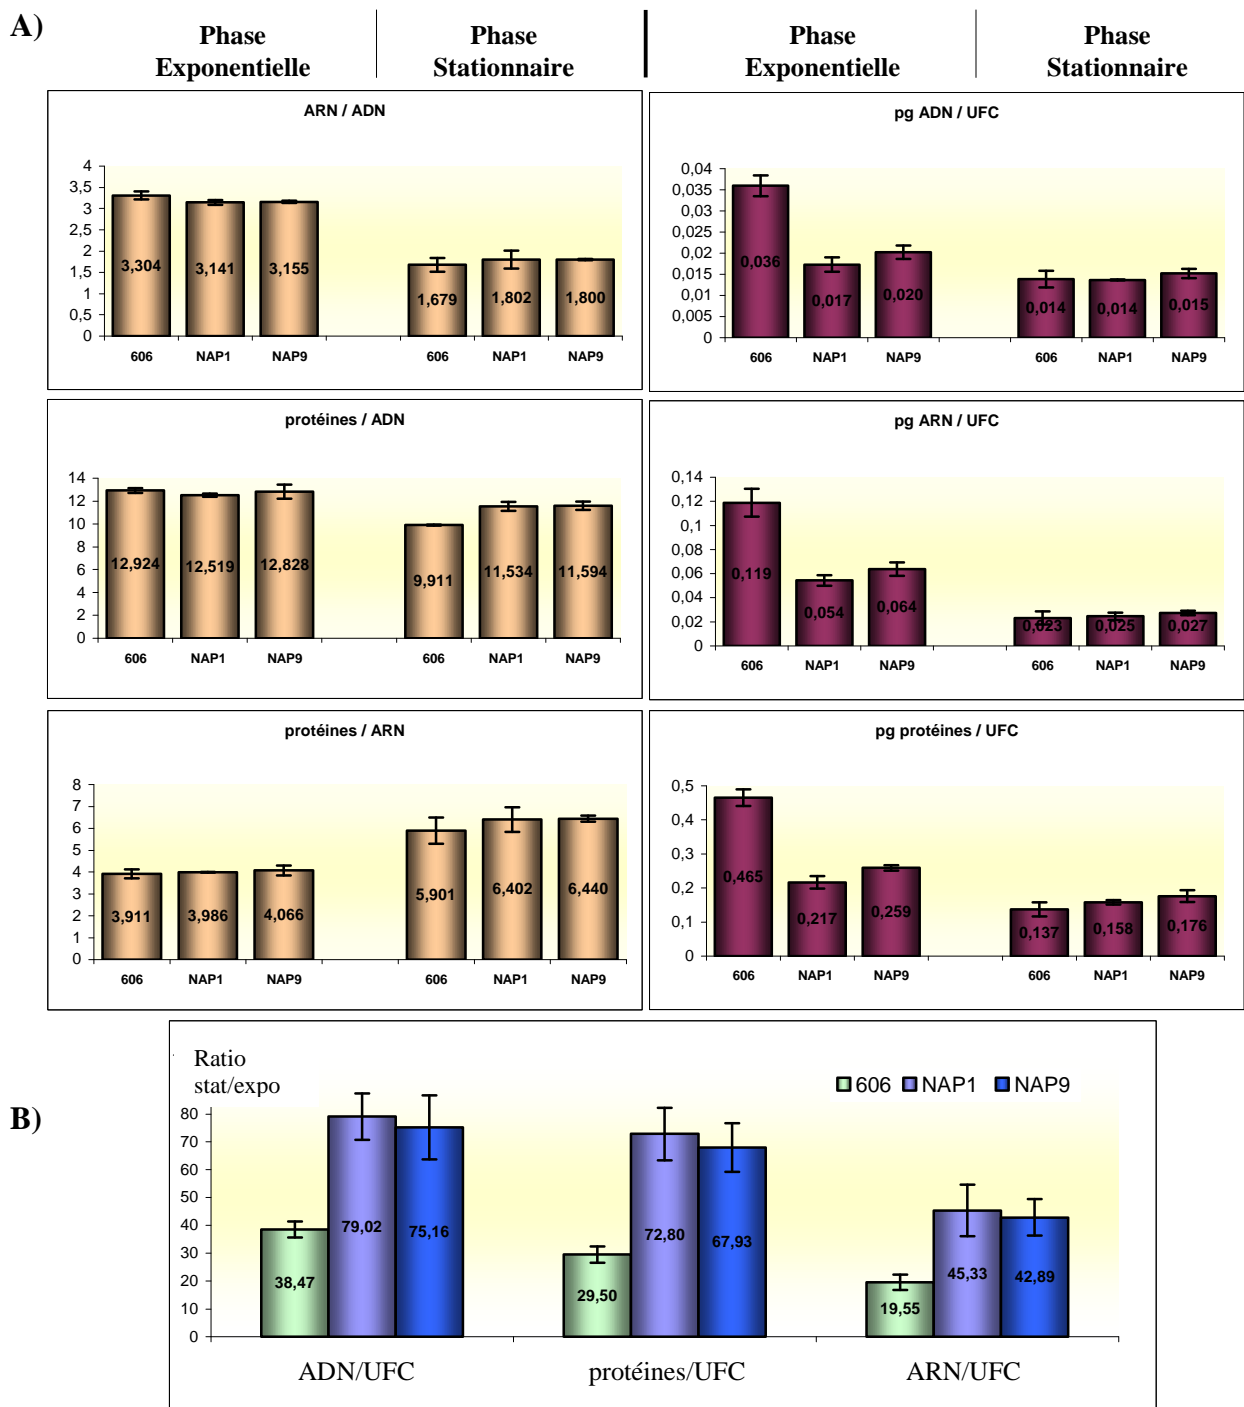 A)
Phase Exponentielle
Phase Stationnaire
Phase Exponentielle
Phase Stationnaire
ARN / ADN
4
3,5
3
2,5
2
1,5
1
0,5
0
3,304
3,141
3,155
1,679
1,802
1,800
606
NAP1
NAP9
606
NAP1
NAP9
pg ADN / UFC
0,04
0,035
0,03
0,025
0,02
0,015
0,01
0,005
0
0,036
0,017
0,020
0,014
0,014
0,015
606
NAP1
NAP9
606
NAP1
NAP9
protéines / ADN
14
12
10
8
6
4
2
0
12,924
12,519
12,828
9,911
11,534
11,594
606
NAP1
NAP9
606
NAP1
NAP9
pg ARN / UFC
0,14
0,12
0,1
0,08
0,06
0,04
0,02
0
0,119
0,054
0,064
0,023
0,025
0,027
606
NAP1
NAP9
606
NAP1
NAP9
protéines / ARN
8
7
6
5
4
3
2
1
0
3,911
3,986
4,066
5,901
6,402
6,440
606
NAP1
NAP9
606
NAP1
NAP9
pg protéines / UFC
0,5
0,4
0,3
0,2
0,1
0
0,465
0,217
0,259
0,137
0,158
0,176
606
NAP1
NAP9
606
NAP1
NAP9
B)
Ratio
stat/expo
606 NAP1 NAP9
80
70
60
50
40
30
20
10
0
38,47
79,02
75,16
29,50
72,80
67,93
19,55
45,33
42,89
ADN/UFC
protéines/UFC
ARN/UFC